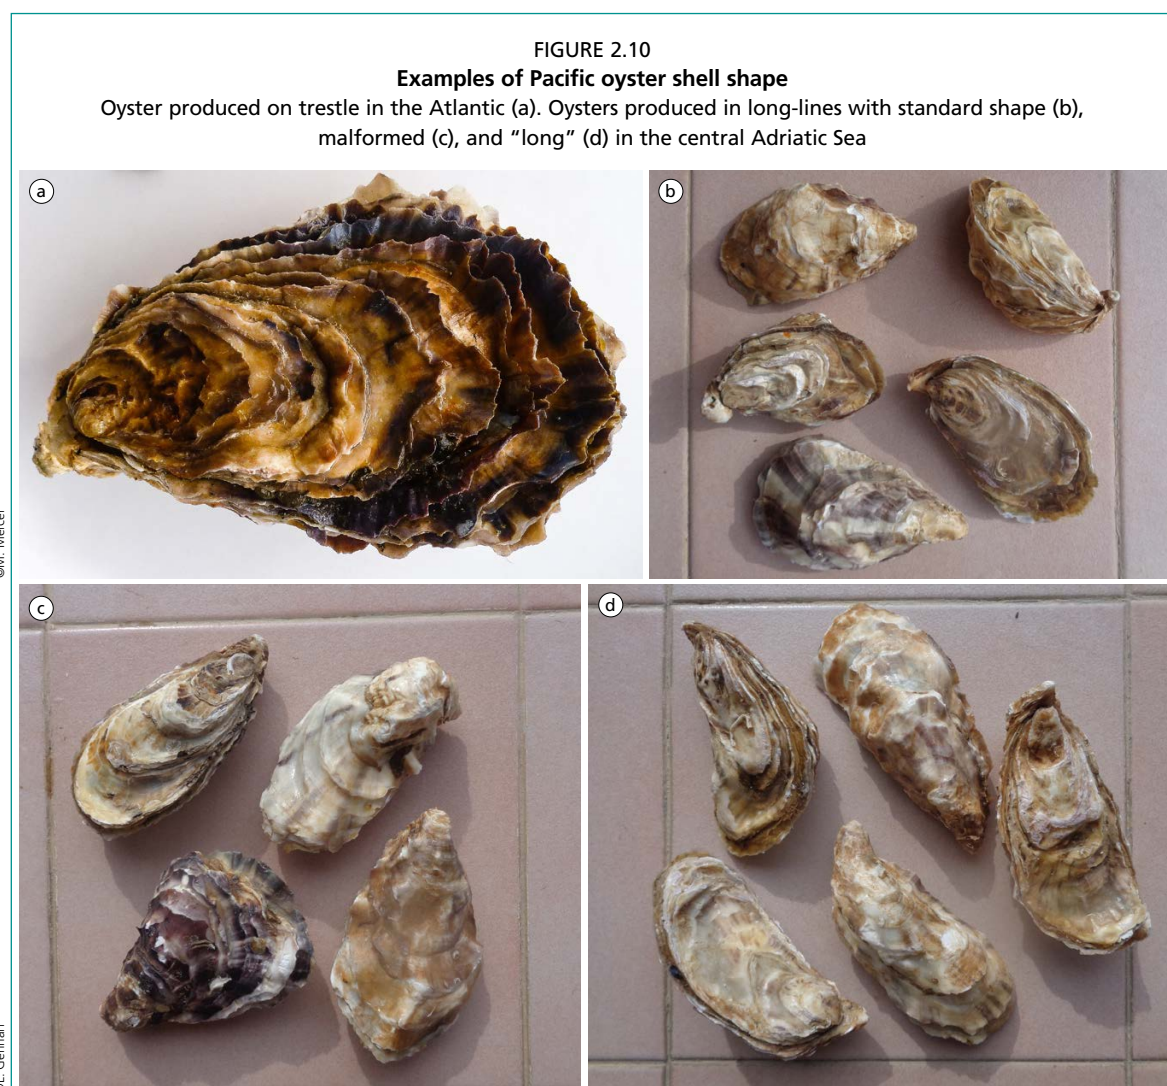 FIGURE 2.10
Examples of Pacific oyster shell shape
Oyster produced on trestle in the Atlantic (a). Oysters produced in long-lines with standard shape (b),
malformed (c), and “long” (d) in the central Adriatic Sea
a
b
c
d